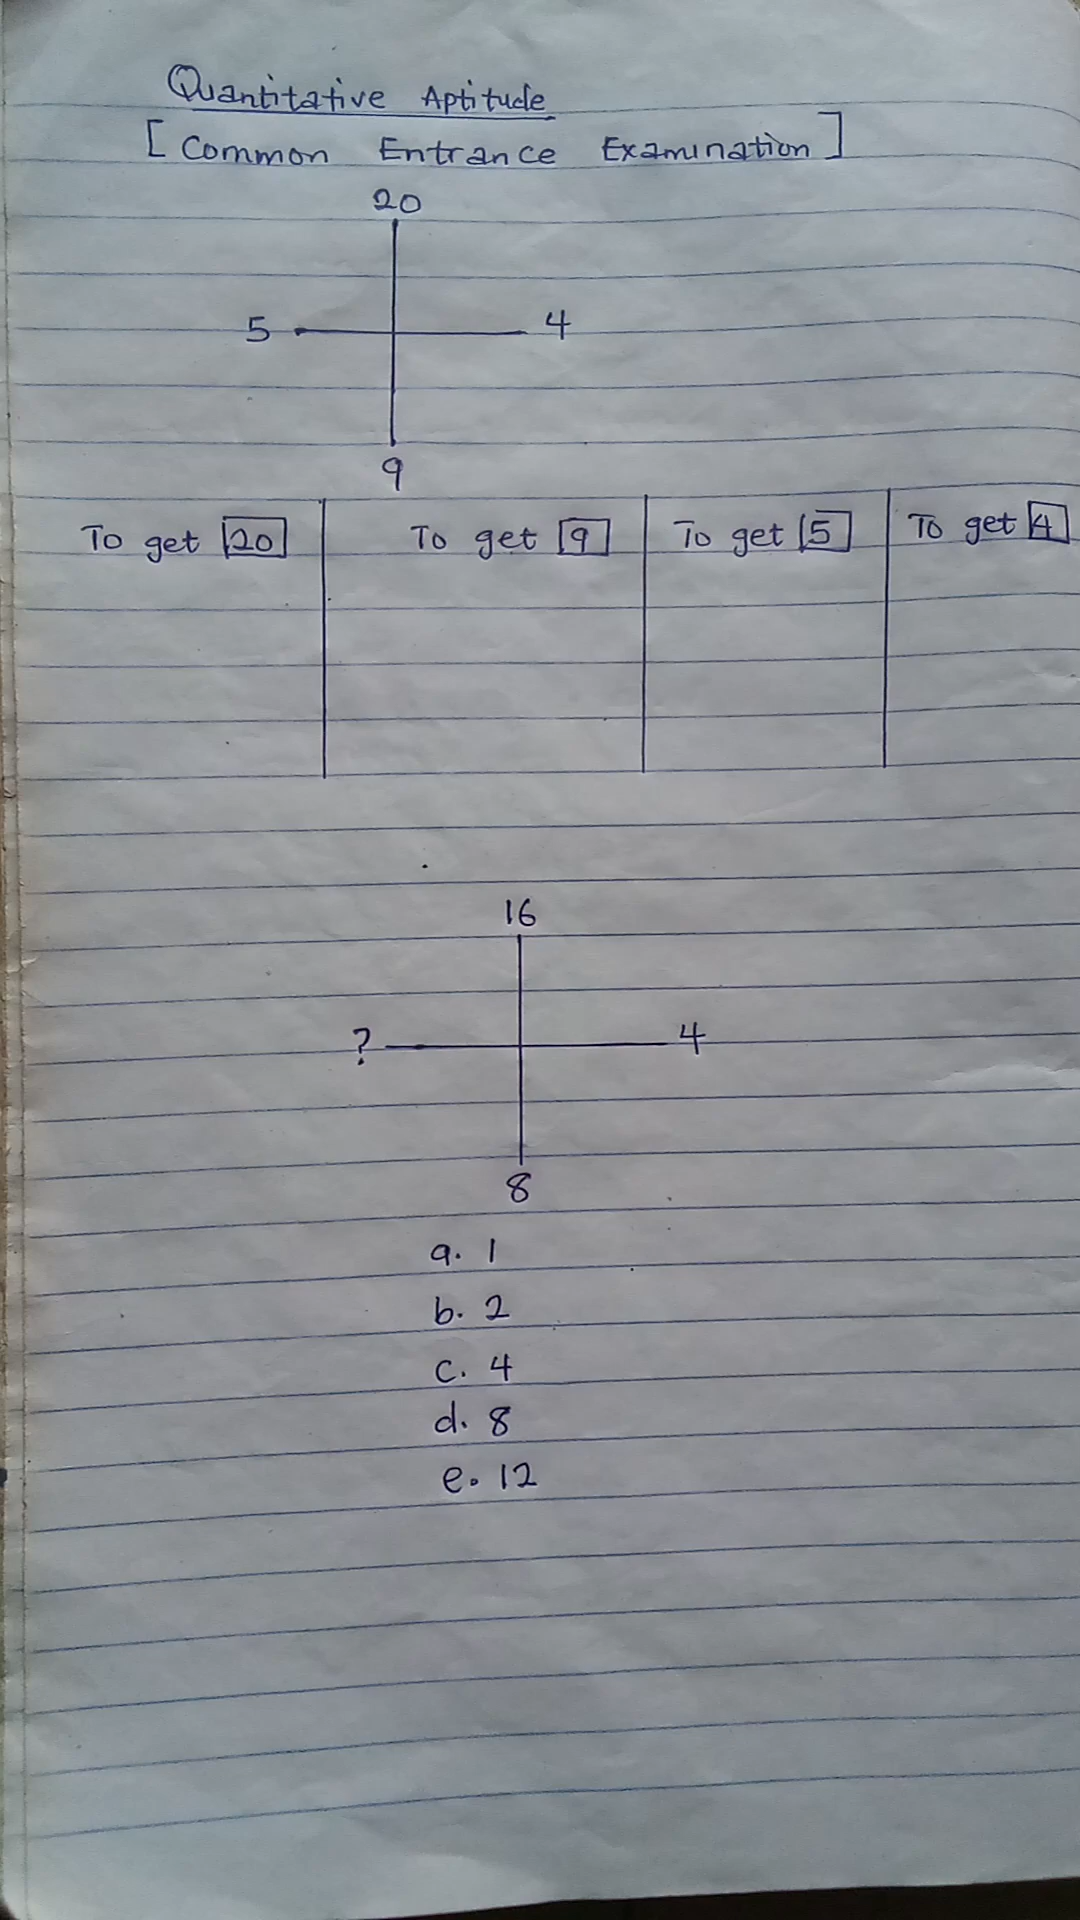 Quantitative Aptitude
[Common Entrance Examination]
20
5 4
9
To get 20 To get 9 To get 5 To get 4
16
? 4
8
a. 1
b. 2
c. 4
d. 8
e. 12